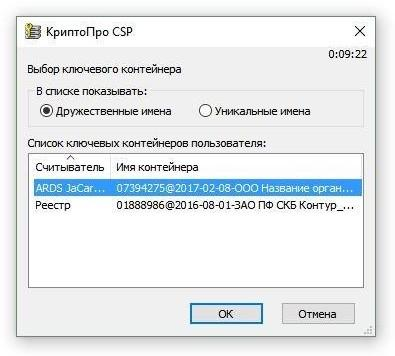 КриптоПро CSP
0:09:22
Выбор ключевого контейнера
В списке показывать:
Дружественные имена Уникальные имена
Список ключевых контейнеров пользователя:
Считыватель Имя контейнера
ARDS JaCar... 07394275@2017-02-08-ООО Название орган...
Реестр 01888986@2016-08-01-ЗАО ПФ СКБ Контур_...
ОК Отмена